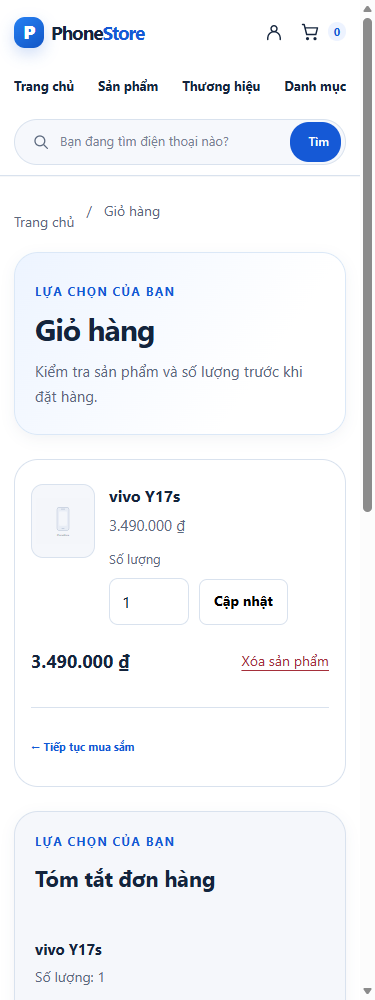 P PhoneStore 0
Trang chủ Sản phẩm Thương hiệu Danh mục
Bạn đang tìm điện thoại nào? Tìm
Trang chủ / Giỏ hàng
LỰA CHỌN CỦA BẠN
Giỏ hàng
Kiểm tra sản phẩm và số lượng trước khi
đặt hàng.
vivo Y17s
3.490.000 ₫
Số lượng
1 Cập nhật
3.490.000 ₫ Xóa sản phẩm
← Tiếp tục mua sắm
LỰA CHỌN CỦA BẠN
Tóm tắt đơn hàng
vivo Y17s
Số lượng: 1